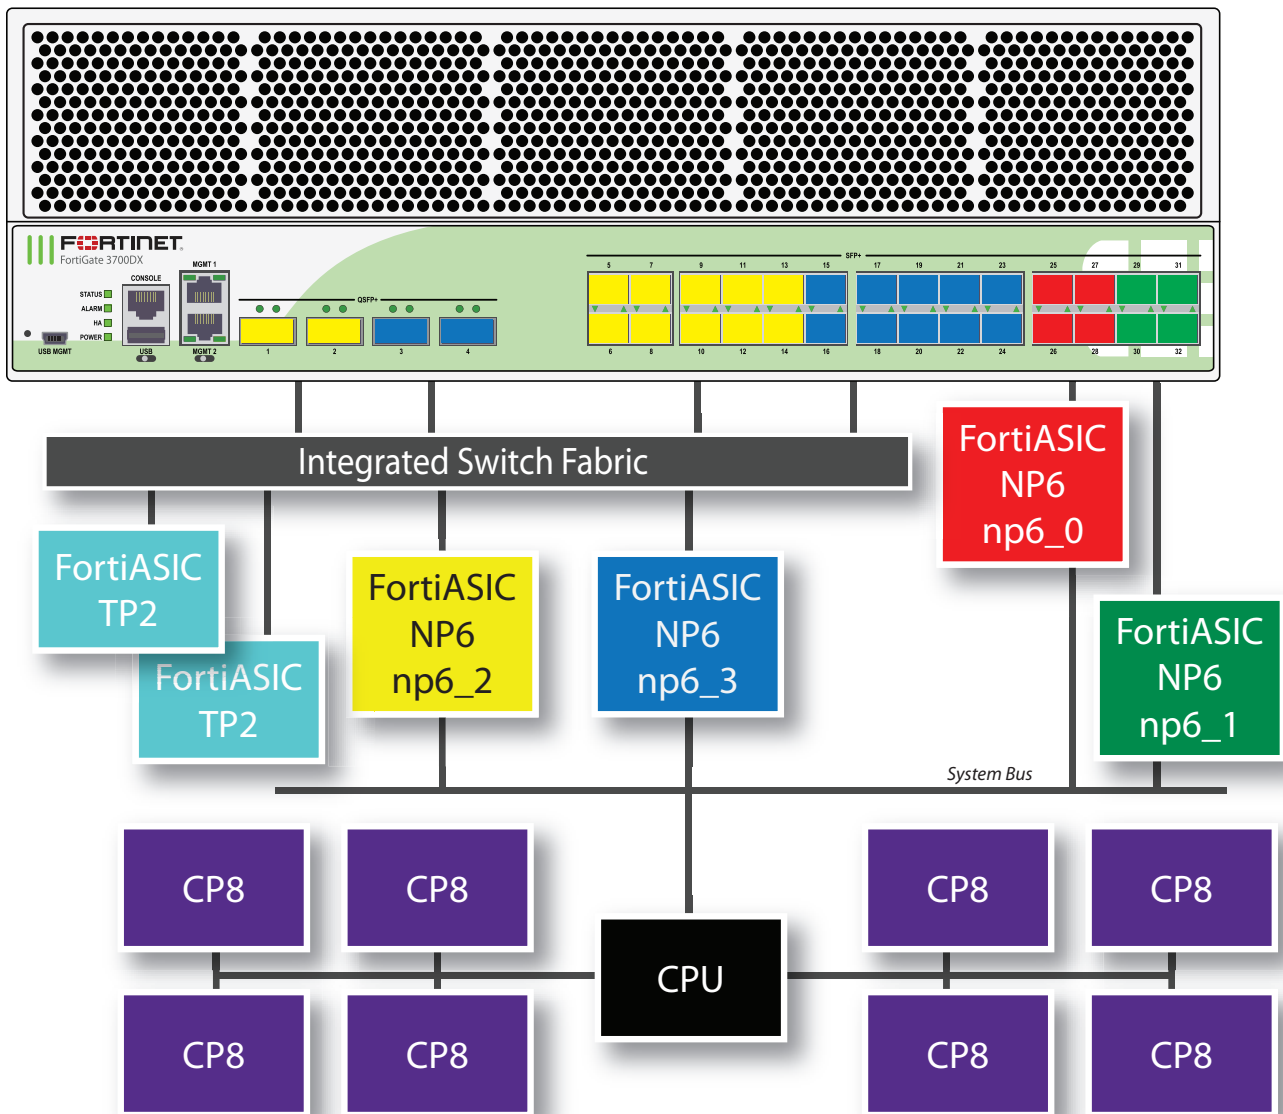 FORTINET
FortiGate 3700DX
STATUS
ALARM
HA
POWER
USB MGMT
CONSOLE
USB
MGMT 1
MGMT 2
QSFP+
1 2 3 4
SFP+
5 7 9 11 13 15 17 19 21 23 25 27 29 31
6 8 10 12 14 16 18 20 22 24 26 28 30 32
Integrated Switch Fabric
FortiASIC
NP6
np6_0
FortiASIC
TP2
FortiASIC
TP2
FortiASIC
NP6
np6_2
FortiASIC
NP6
np6_3
FortiASIC
NP6
np6_1
System Bus
CP8 CP8 CP8 CP8
CPU
CP8 CP8 CP8 CP8